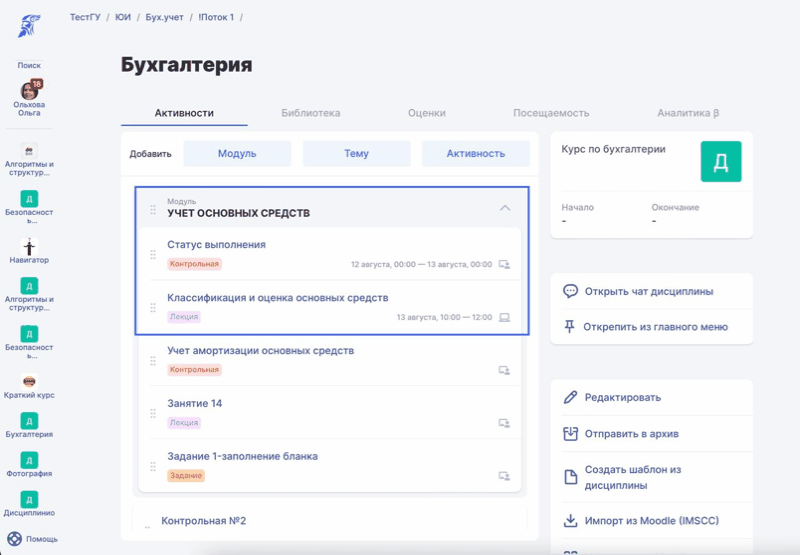 ТестГУ / ЮИ / Бух.учет / !Поток 1 /
Поиск
18
Ольхова
Ольга
Алгоритмы и
структур...
Д
Безопасност
ь...
Навигатор
Д
Алгоритмы и
структур...
Д
Безопасност
ь...
Краткий курс
Д
Бухгалтерия
Д
Фотография
Д
Дисциплинио
Помощь
Бухгалтерия
Активности
Библиотека
Оценки
Посещаемость
Аналитика β
Добавить
Модуль
Тему
Активность
Модуль
УЧЕТ ОСНОВНЫХ СРЕДСТВ
Статус выполнения
Контрольная
12 августа, 00:00 — 13 августа, 00:00
Классификация и оценка основных средств
Лекция
13 августа, 10:00 — 12:00
Учет амортизации основных средств
Контрольная
Занятие 14
Лекция
Задание 1-заполнение бланка
Задание
Контрольная №2
Курс по бухгалтерии
Д
Начало
Окончание
-
-
Открыть чат дисциплины
Открепить из главного меню
Редактировать
Отправить в архив
Создать шаблон из
дисциплины
Импорт из Moodle (IMSCC)